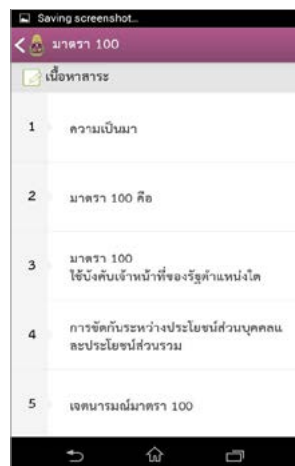 Saving screenshot...
มาตรา 100
เนื้อหาสาระ
1
ความเป็นมา
2
มาตรา 100 คือ
3
มาตรา 100
ใช้บังคับเจ้าหน้าที่ของรัฐตำแหน่งใด
4
การขัดกันระหว่างประโยชน์ส่วนบุคคลแ
ละประโยชน์ส่วนรวม
5
เจตนารมณ์มาตรา 100